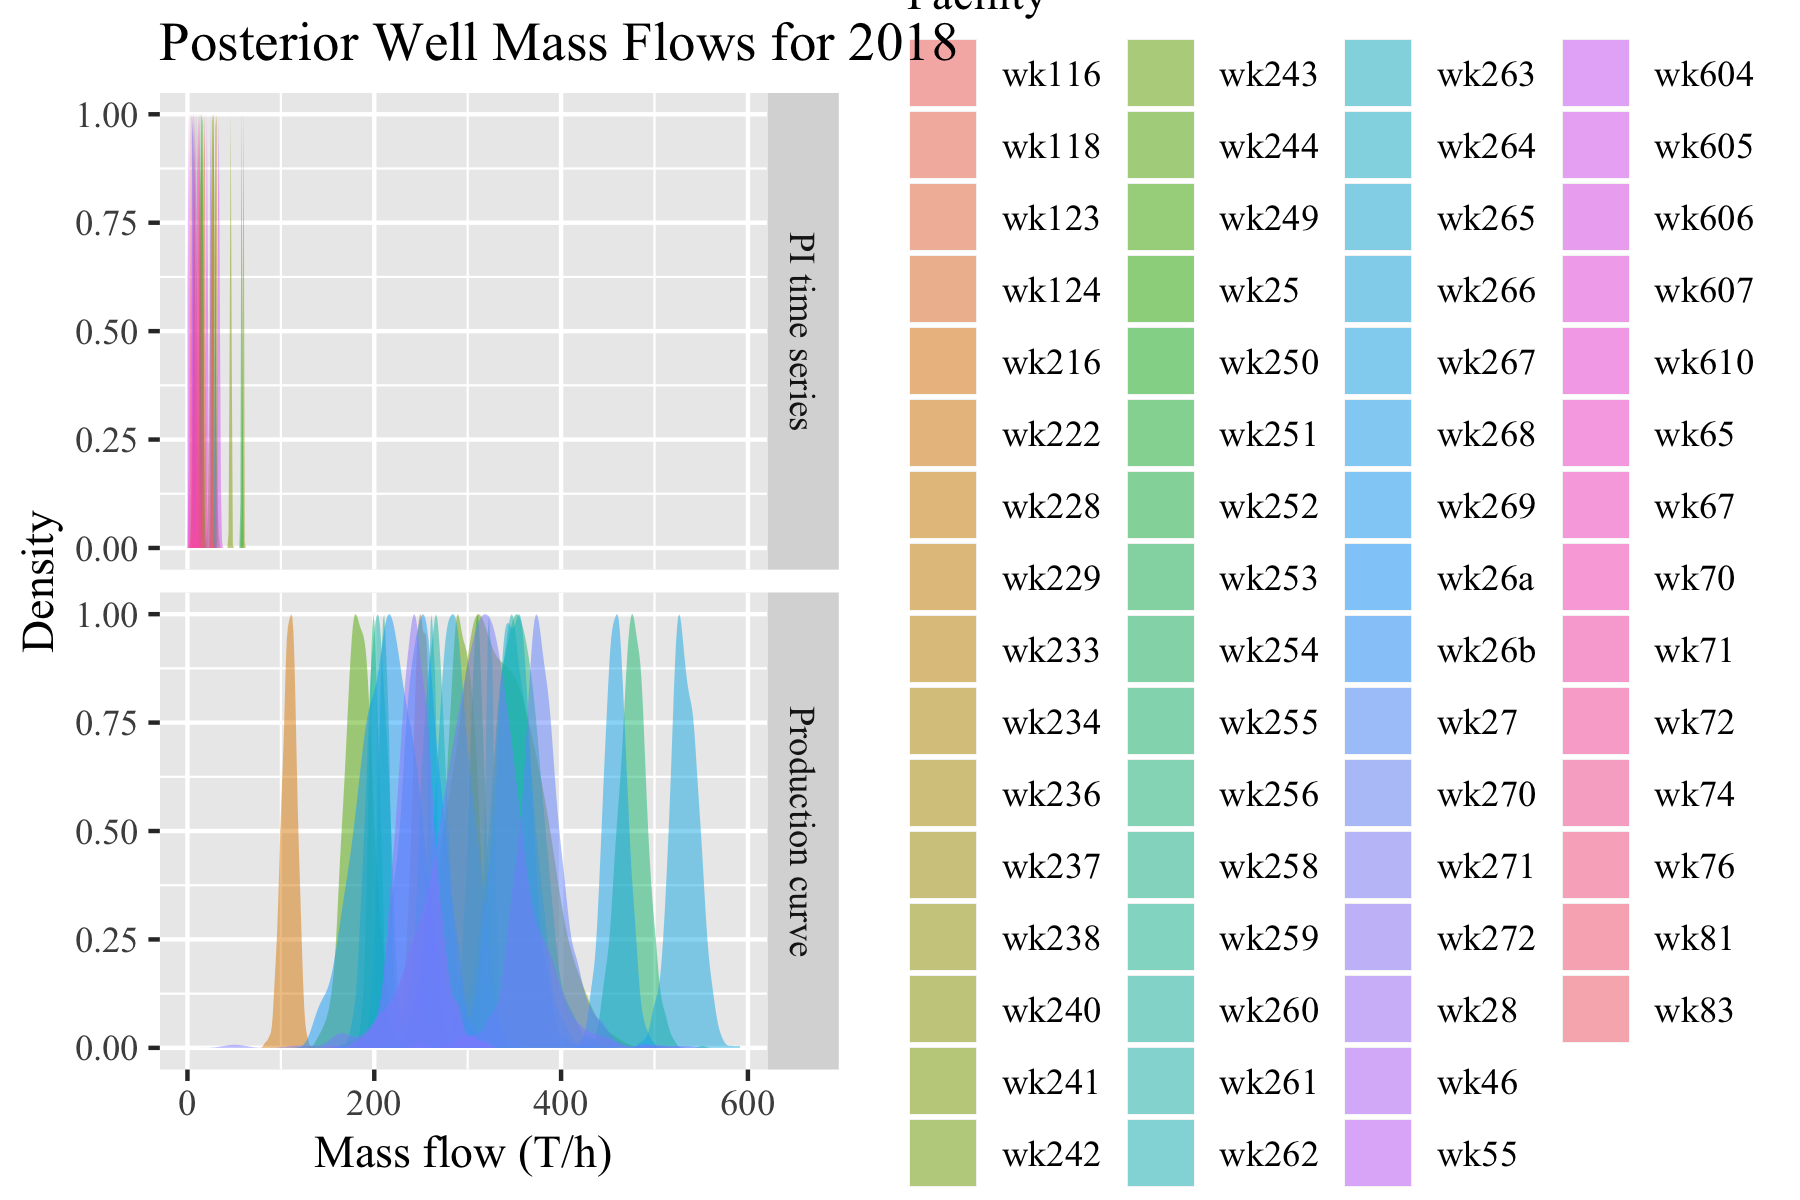 Facility
Posterior Well Mass Flows for 2018
1.00
0.75
0.50
0.25
0.00
PI time series
1.00
0.75
0.50
0.25
0.00
Production curve
Density
0
200
400
600
Mass flow (T/h)
wk116
wk118
wk123
wk124
wk216
wk222
wk228
wk229
wk233
wk234
wk236
wk237
wk238
wk240
wk241
wk242
wk243
wk244
wk249
wk25
wk250
wk251
wk252
wk253
wk254
wk255
wk256
wk258
wk259
wk260
wk261
wk262
wk263
wk264
wk265
wk266
wk267
wk268
wk269
wk26a
wk26b
wk27
wk270
wk271
wk272
wk28
wk46
wk55
wk604
wk605
wk606
wk607
wk610
wk65
wk67
wk70
wk71
wk72
wk74
wk76
wk81
wk83